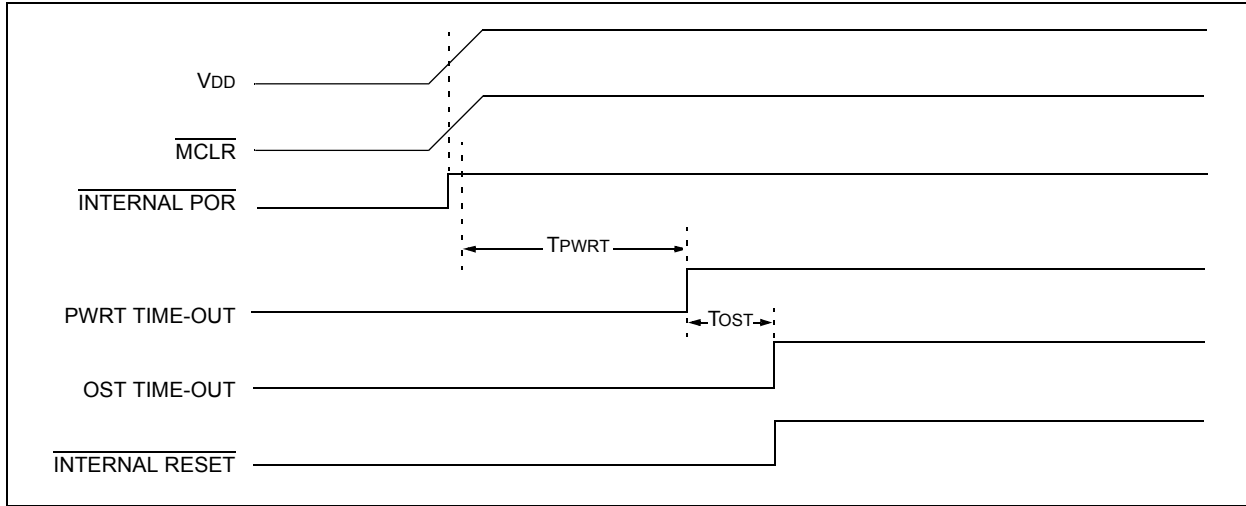 VDD
MCLR
INTERNAL POR
TPWRT
PWRT TIME-OUT
TOST
OST TIME-OUT
INTERNAL RESET